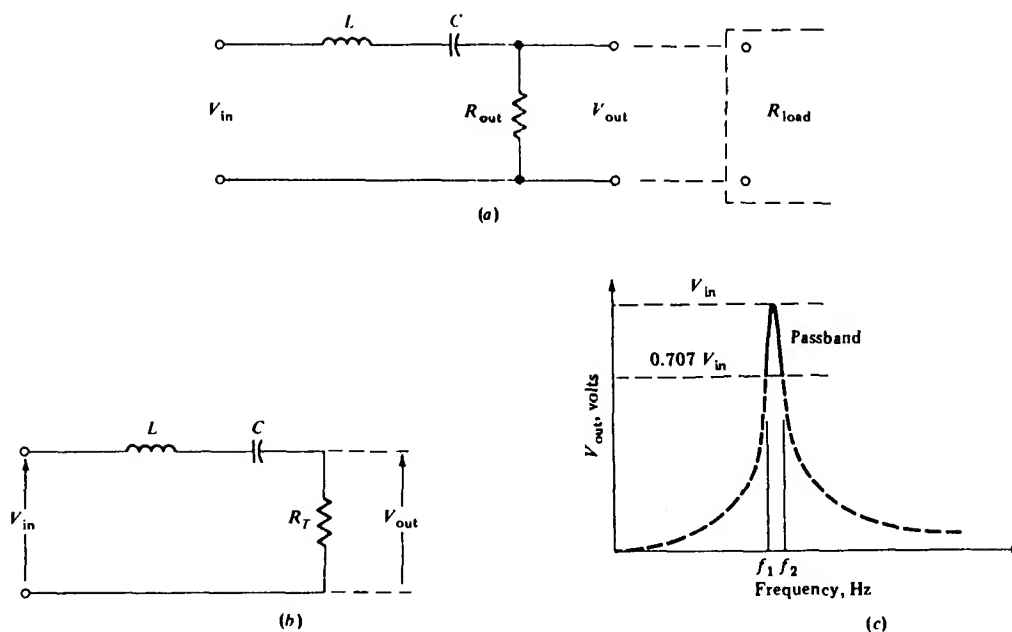 L C
V_in R_out V_out R_load
(a)
V_in
Passband
0.707 V_in
V_out, volts
f_1 f_2
Frequency, Hz
(c)
L C
V_in R_T V_out
(b)